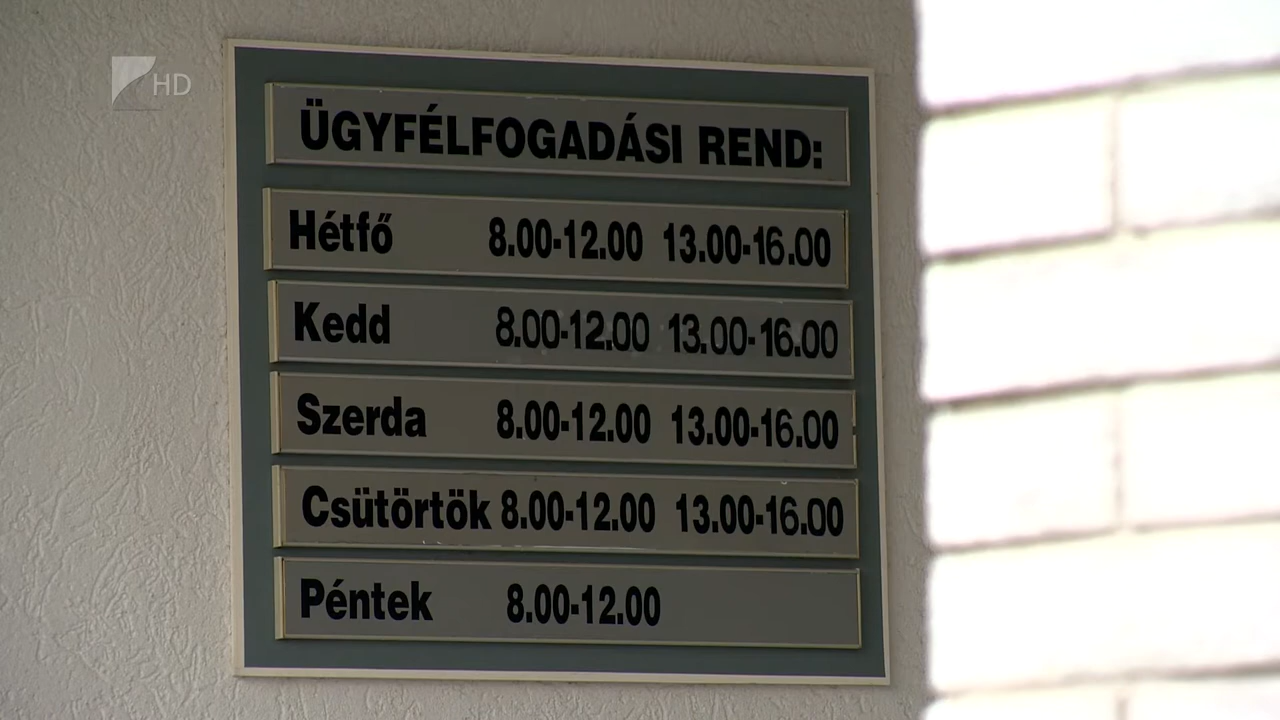 HD
ÜGYFÉLFOGADÁSI REND:
Hétfő 8.00-12.00 13.00-16.00
Kedd 8.00-12.00 13.00-16.00
Szerda 8.00-12.00 13.00-16.00
Csütörtök 8.00-12.00 13.00-16.00
Péntek 8.00-12.00